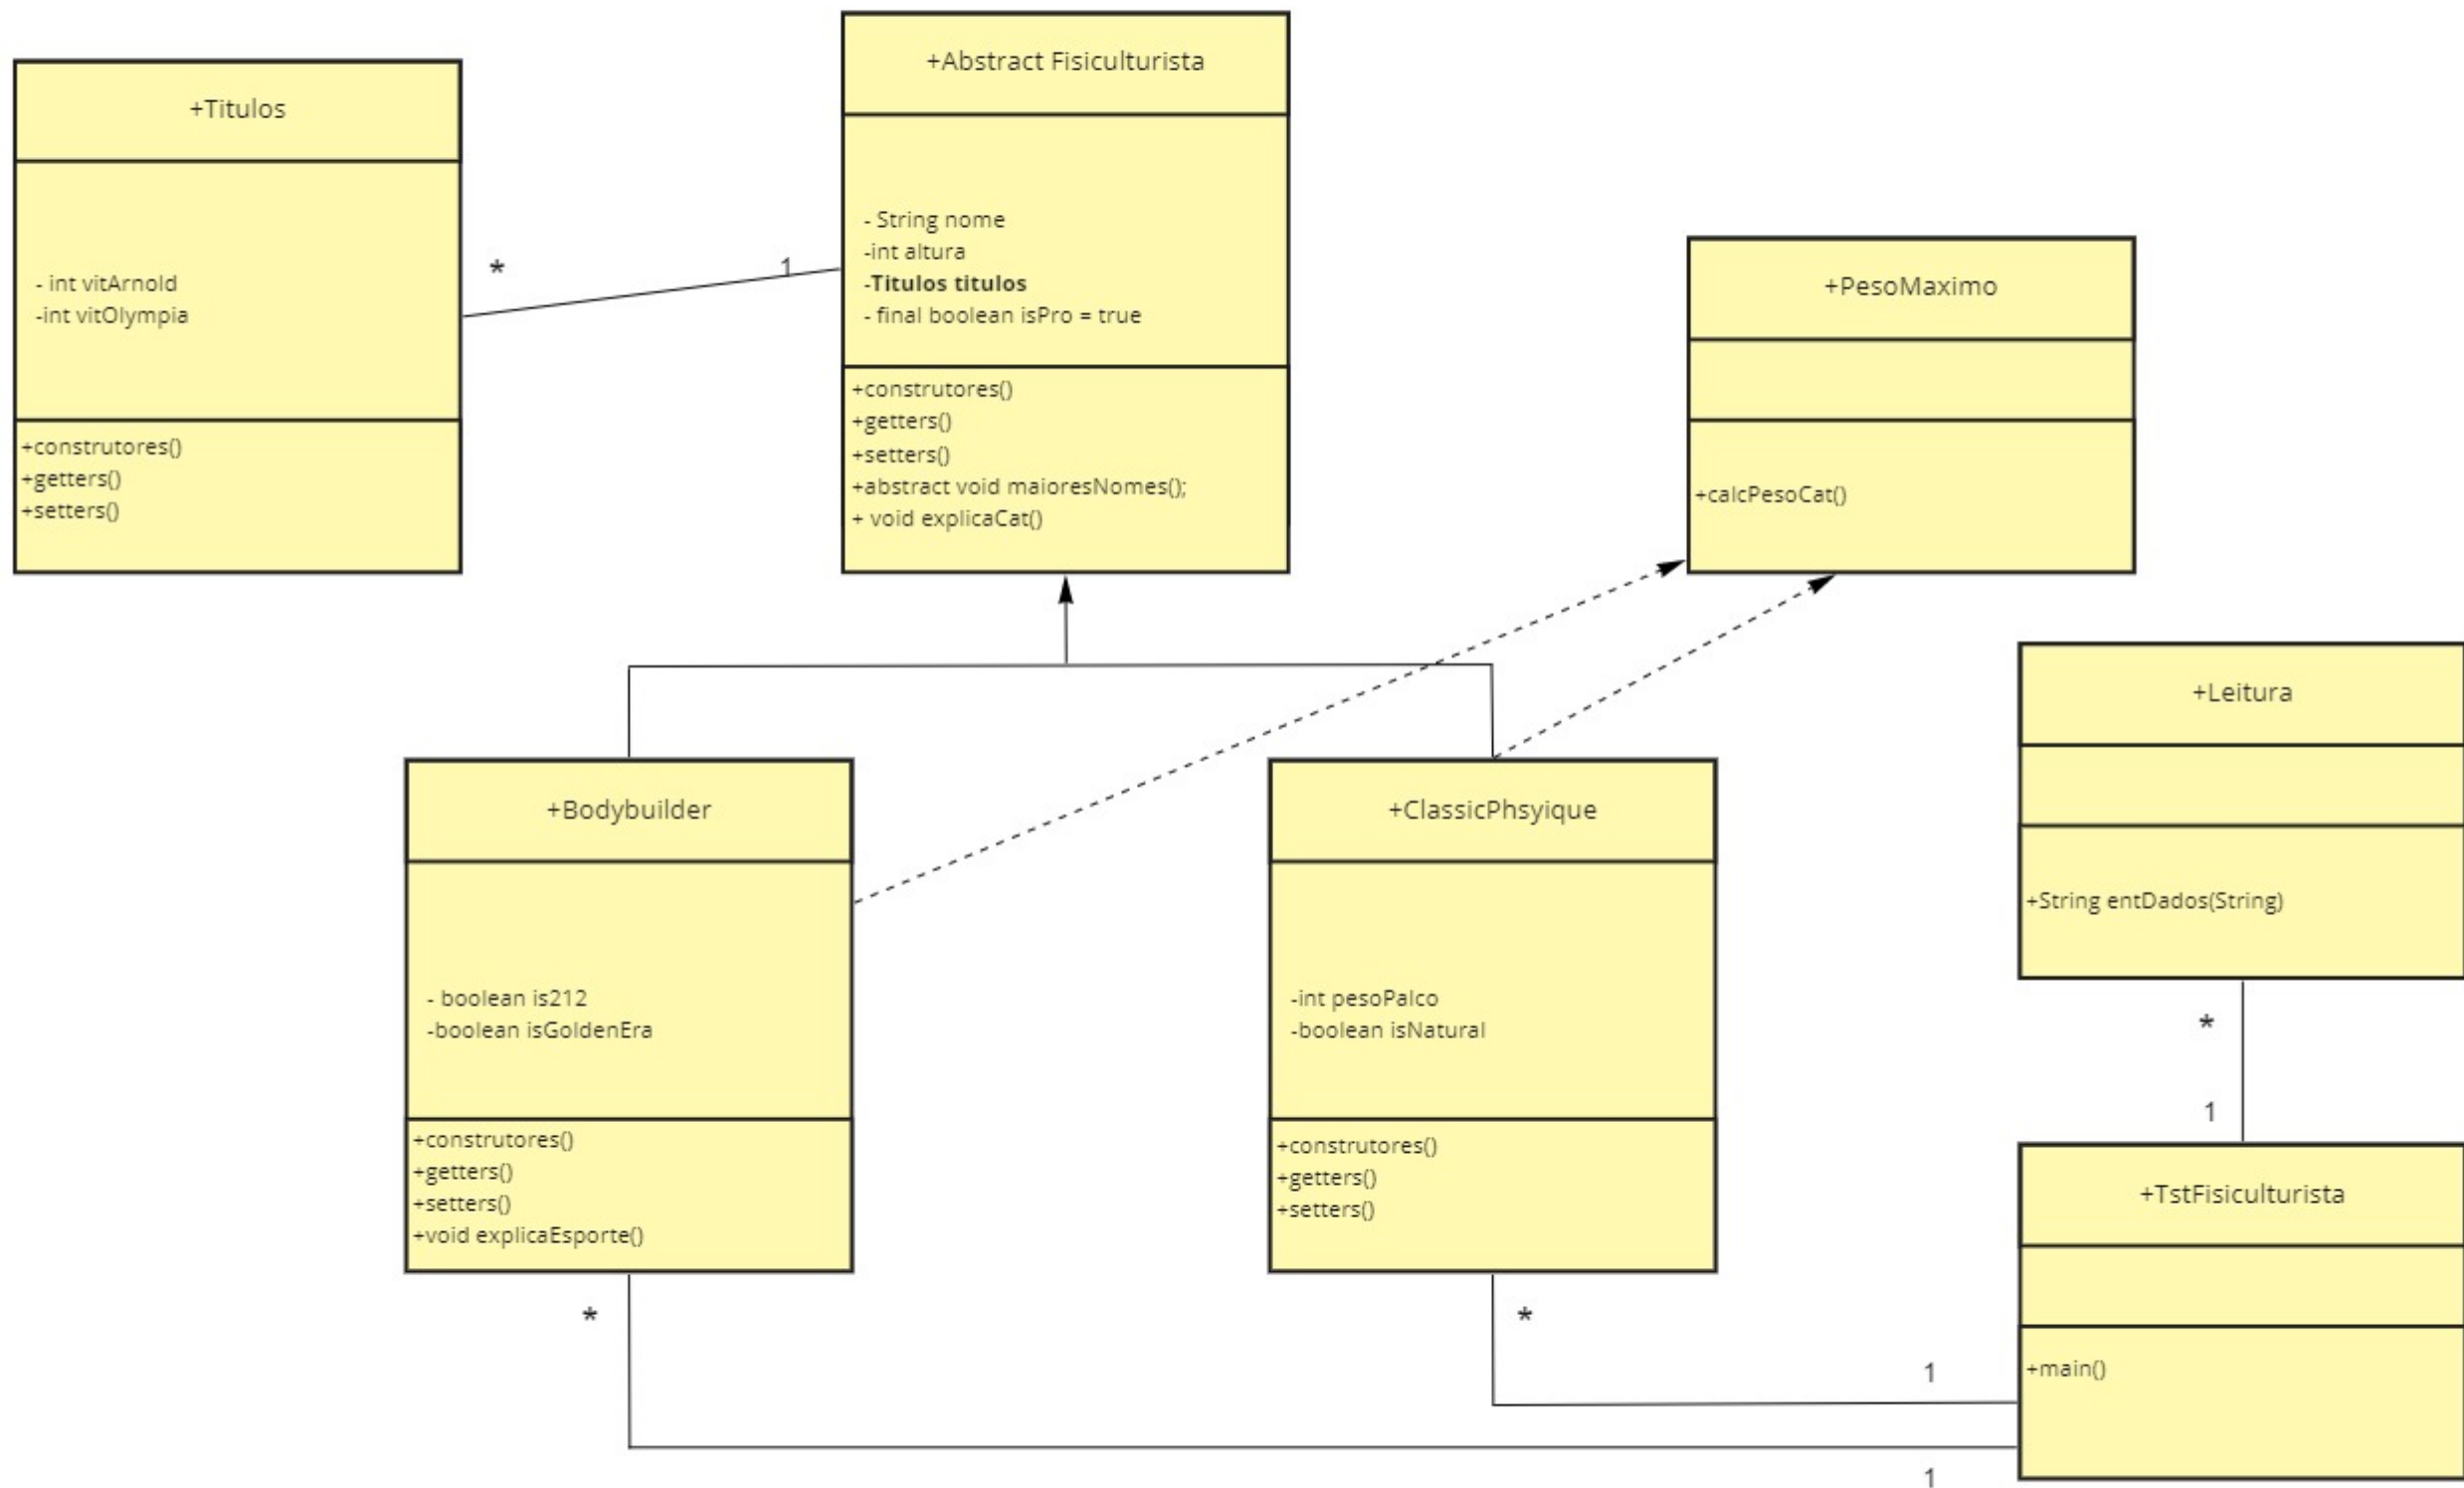 +Titulos
- int vitArnold
-int vitOlympia
+construtores()
+getters()
+setters()
*
1
+Abstract Fisiculturista
- String nome
-int altura
-Titulos titulos
- final boolean isPro = true
+construtores()
+getters()
+setters()
+abstract void maioresNomes();
+ void explicaCat()
+PesoMaximo
+calcPesoCat()
+Bodybuilder
- boolean is212
-boolean isGoldenEra
+construtores()
+getters()
+setters()
+void explicaEsporte()
*
+ClassicPhsyique
-int pesoPalco
-boolean isNatural
+construtores()
+getters()
+setters()
*
+Leitura
+String entDados(String)
*
1
+TstFisiculturista
+main()
1
1